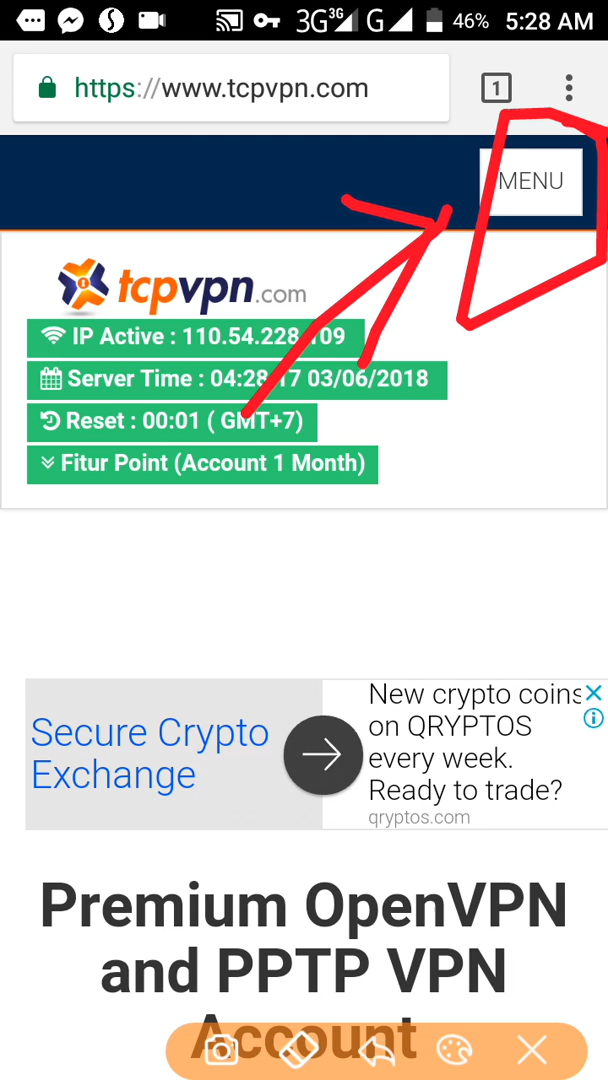 3G 3G G 46% 5:28 AM
https://www.tcpvpn.com 1
MENU
tcpvpn.com
IP Active : 110.54.228.109
Server Time : 04:28:17 03/06/2018
Reset : 00:01 ( GMT+7)
Fitur Point (Account 1 Month)
Secure Crypto
Exchange
New crypto coins
on QRYPTOS
every week.
Ready to trade?
qryptos.com
Premium OpenVPN
and PPTP VPN
Account